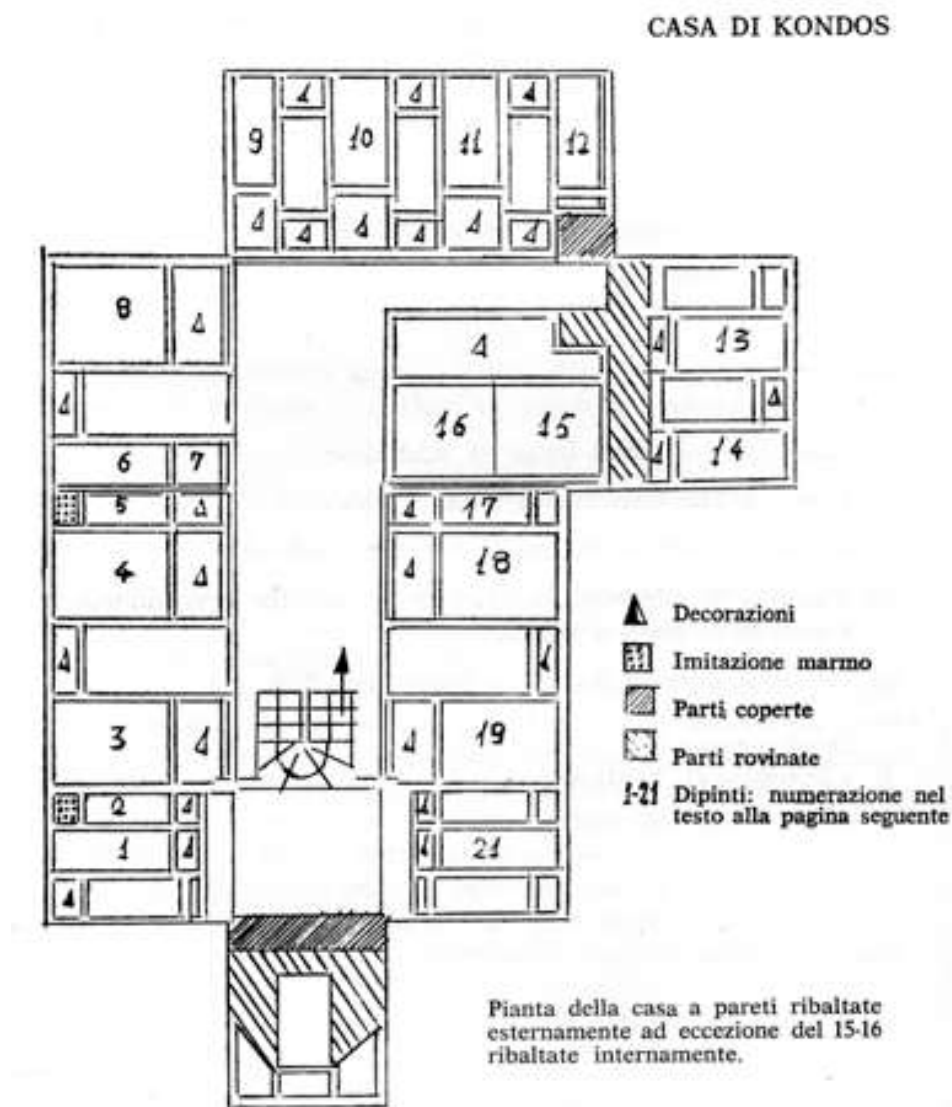 CASA DI KONDOS
9 10 11 12
8
13
16 15
14
6 7
5
17
4
18
3
19
2
1
21
Decorazioni
Imitazione marmo
Parti coperte
Parti rovinate
1-21 Dipinti: numerazione nel
testo alla pagina seguente
Pianta della casa a pareti ribaltate
esternamente ad eccezione del 15-16
ribaltate internamente.